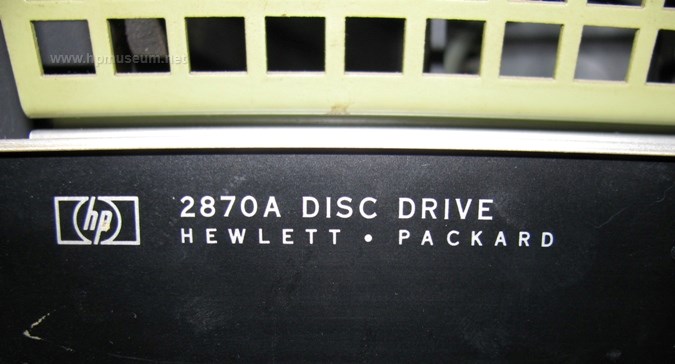 www.hpmuseum.net
hp 2870A DISC DRIVE
HEWLETT • PACKARD